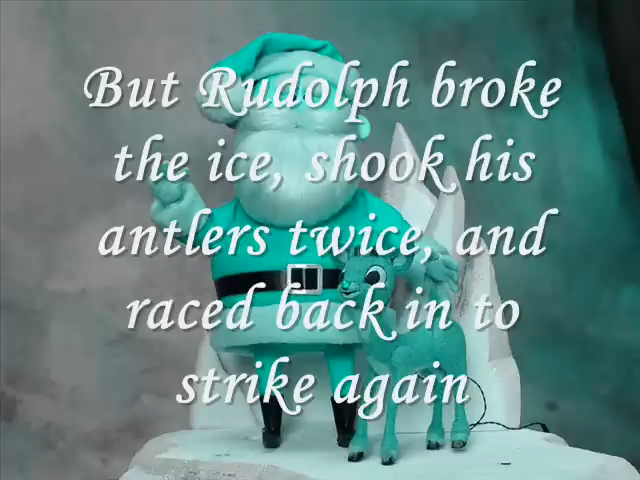 But Rudolph broke
the ice, shook his
antlers twice, and
raced back in to
strike again